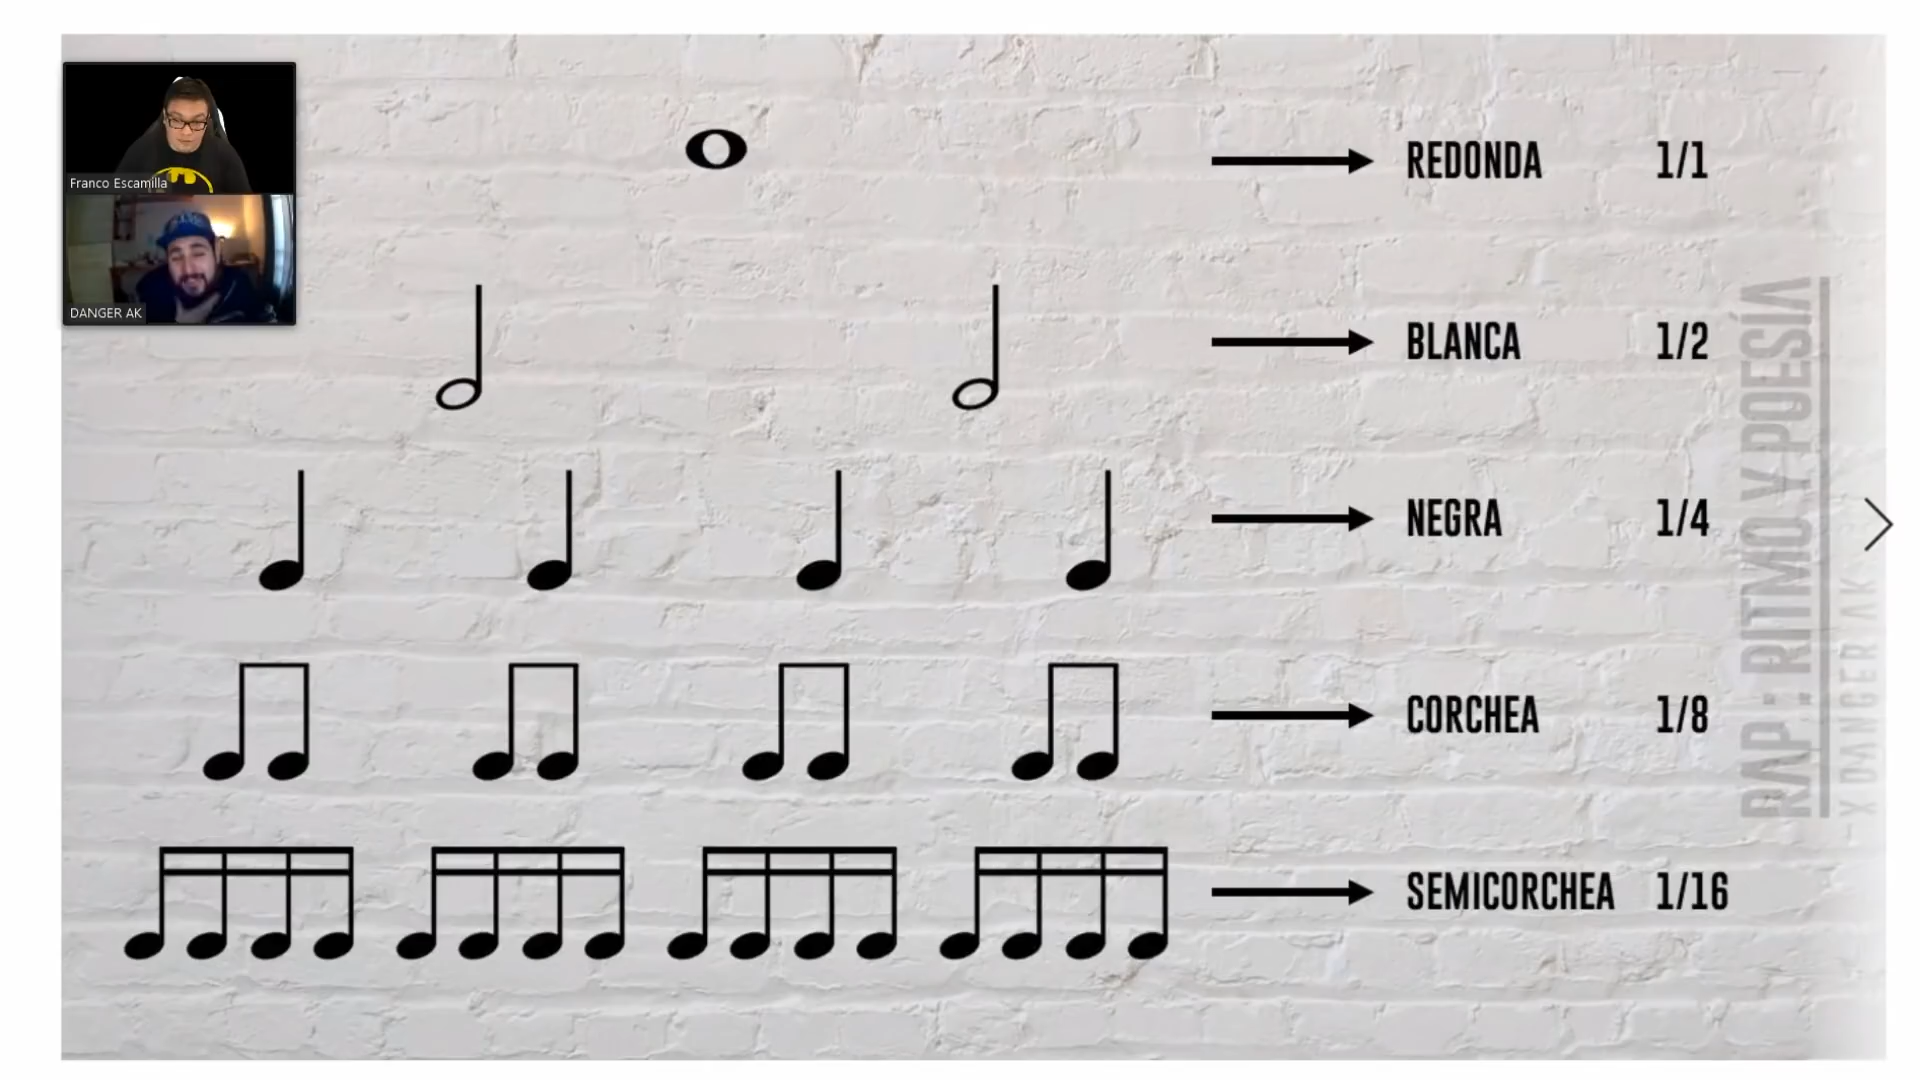 Franco Escamilla
DANGER AK
REDONDA 1/1
BLANCA 1/2
NEGRA 1/4
CORCHEA 1/8
SEMICORCHEA 1/16
RAP : RITMO Y POESÍA
- X DANGER AK -